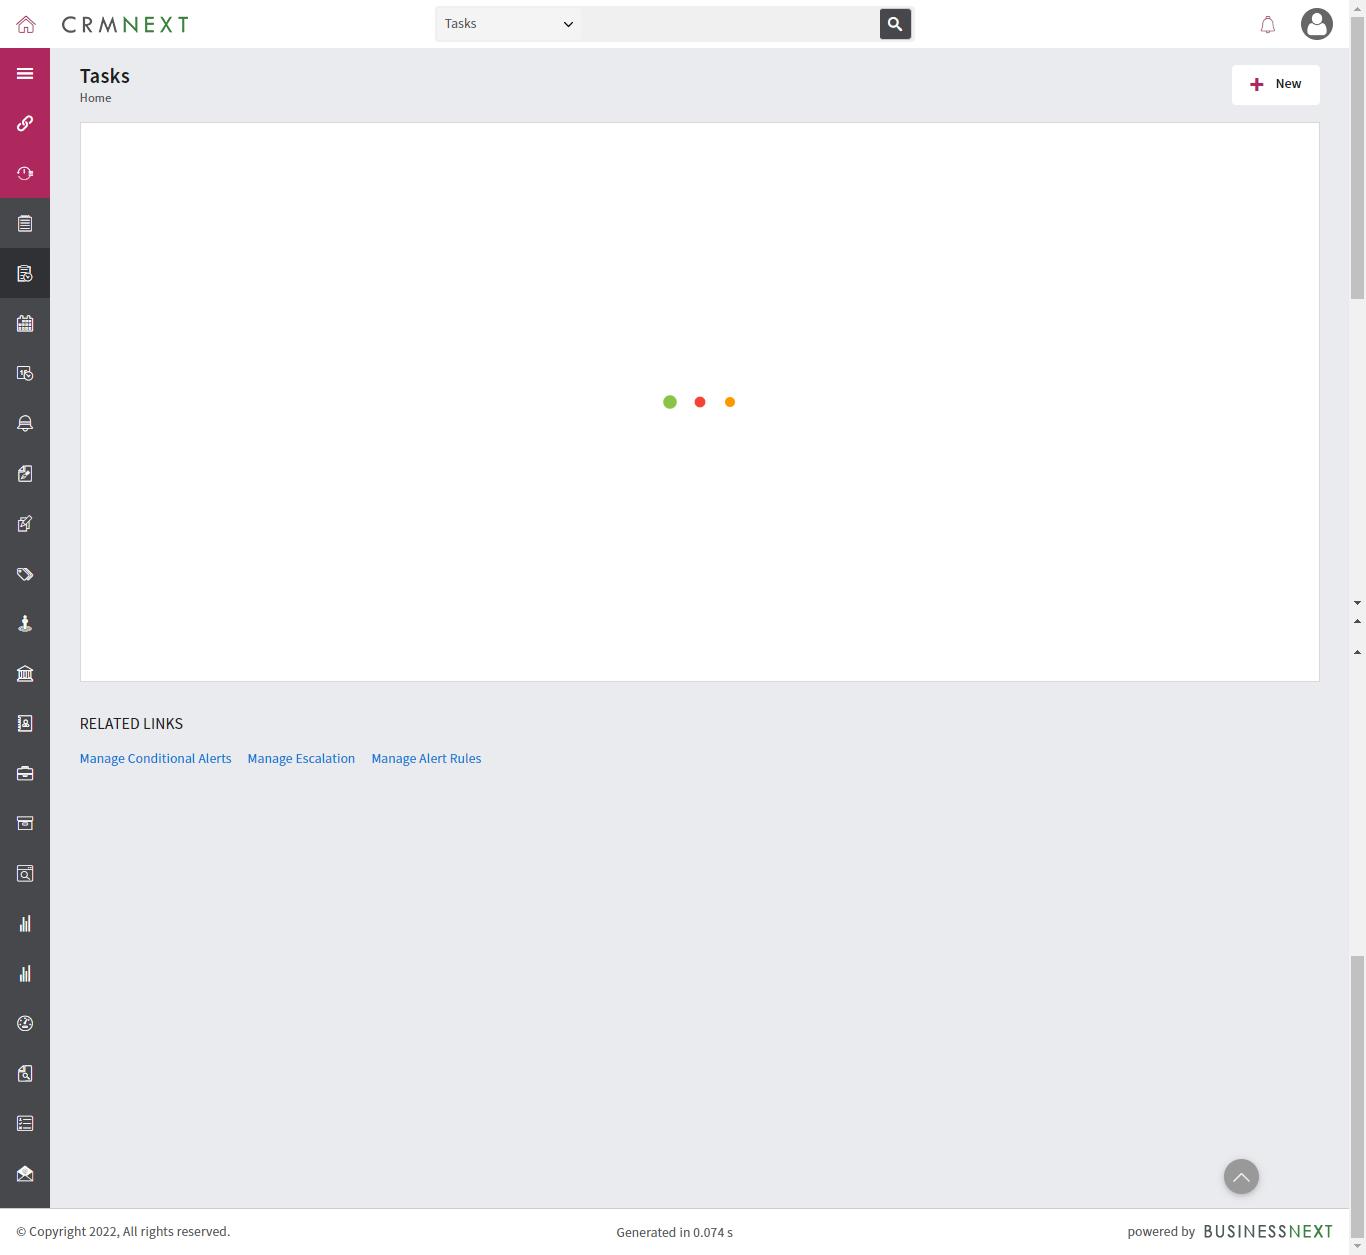 CRMNEXT
Tasks
Tasks
Home
New
RELATED LINKS
Manage Conditional Alerts Manage Escalation Manage Alert Rules
© Copyright 2022, All rights reserved.
Generated in 0.074 s
powered by BUSINESSNEXT